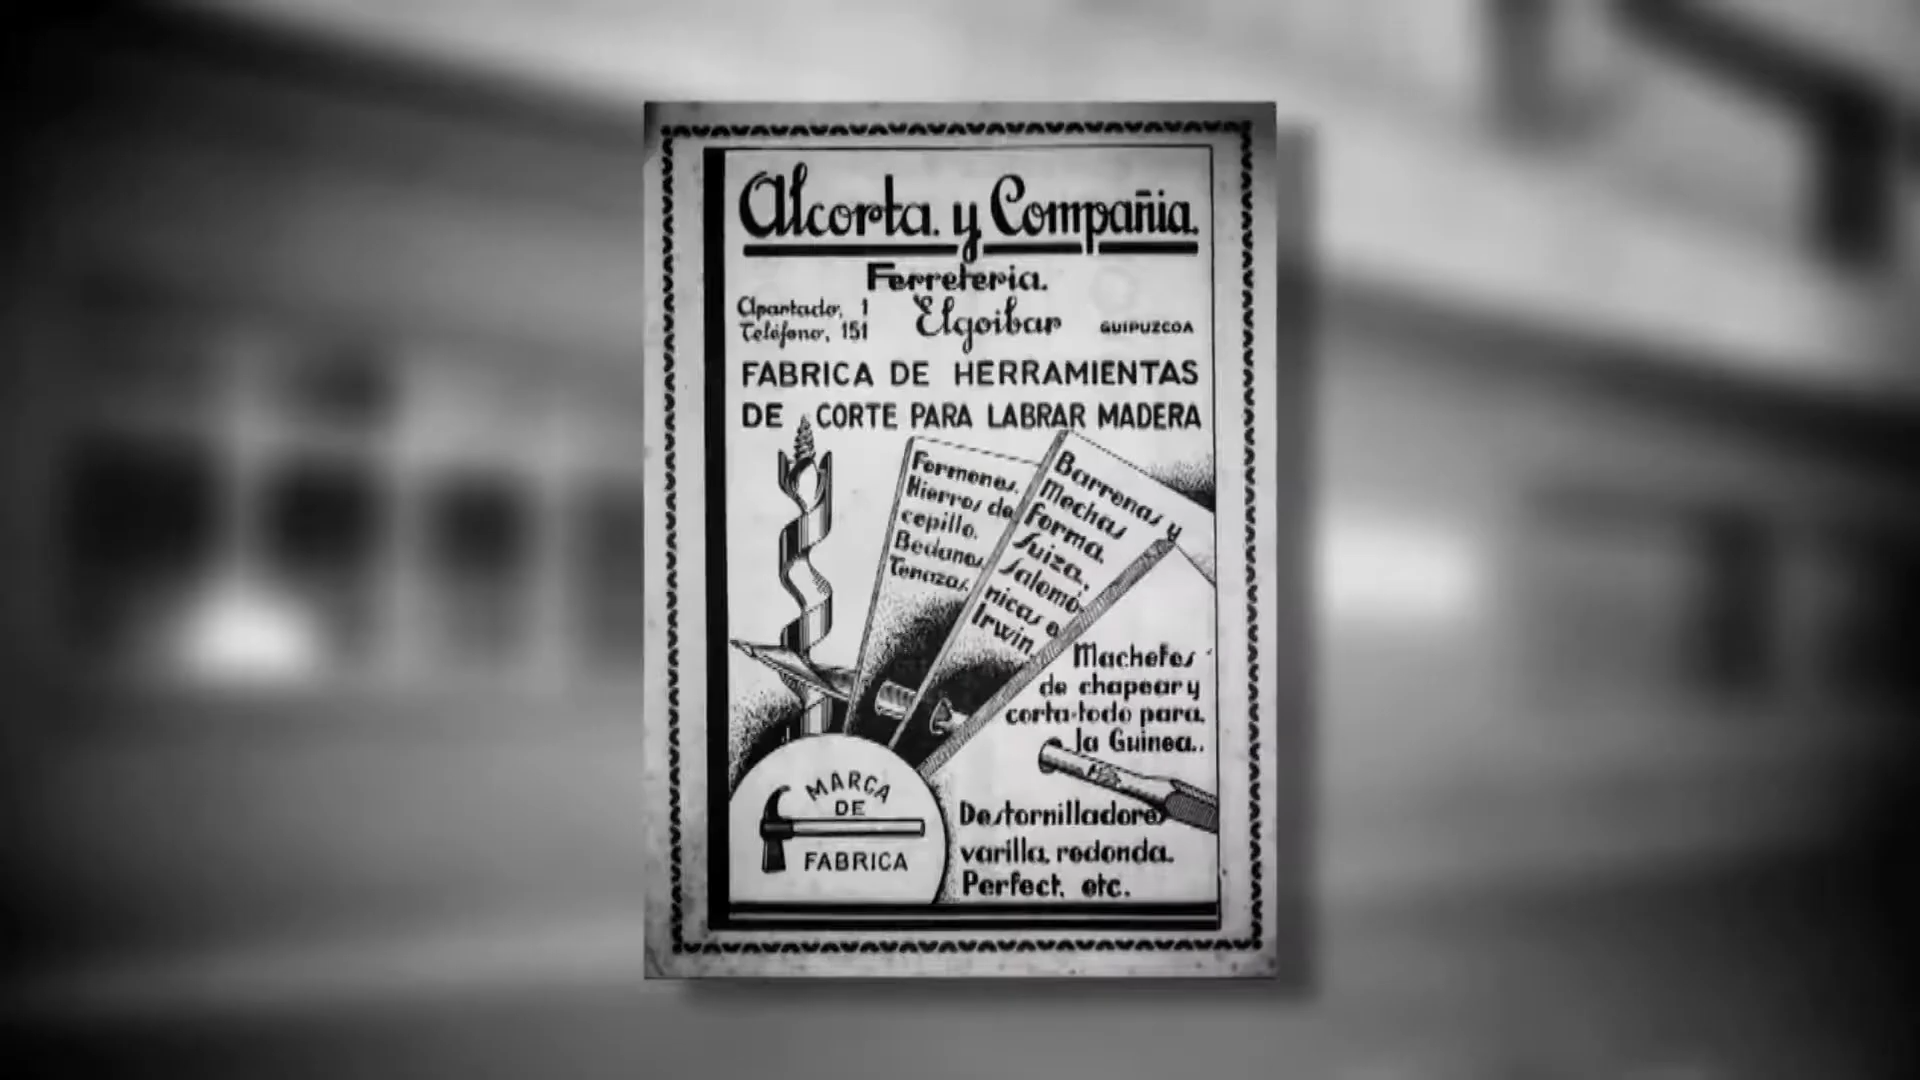 Alcorta. y Compañia.
Ferreteria.
Apartado, 1
Teléfono, 151
Elgoibar
GUIPUZCOA
FABRICA DE HERRAMIENTAS
DE CORTE PARA LABRAR MADERA
Formones.
Hierros de
cepillo.
Bedanes
Tenazas.
Barrenas y
Mechas
forma
suiza,
salomó
nicas e
Irwin.
Machetes
de chapear y
corta-todo para
la Guinea..
MARCA
DE
FABRICA
Destornilladores
varilla redonda.
Perfect. etc.